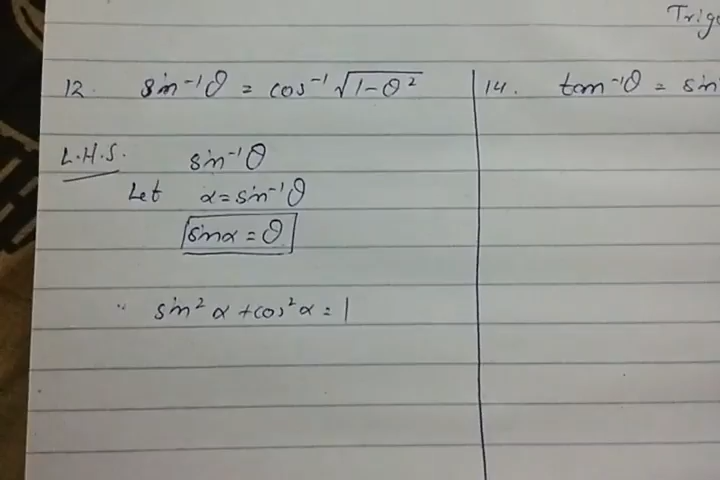 12. sin⁻¹θ = cos⁻¹ √1-θ²
L.H.S. sin⁻¹θ
Let α = sin⁻¹θ
sinα = θ
∵ sin²α + cos²α = 1
14. tan⁻¹θ = sin